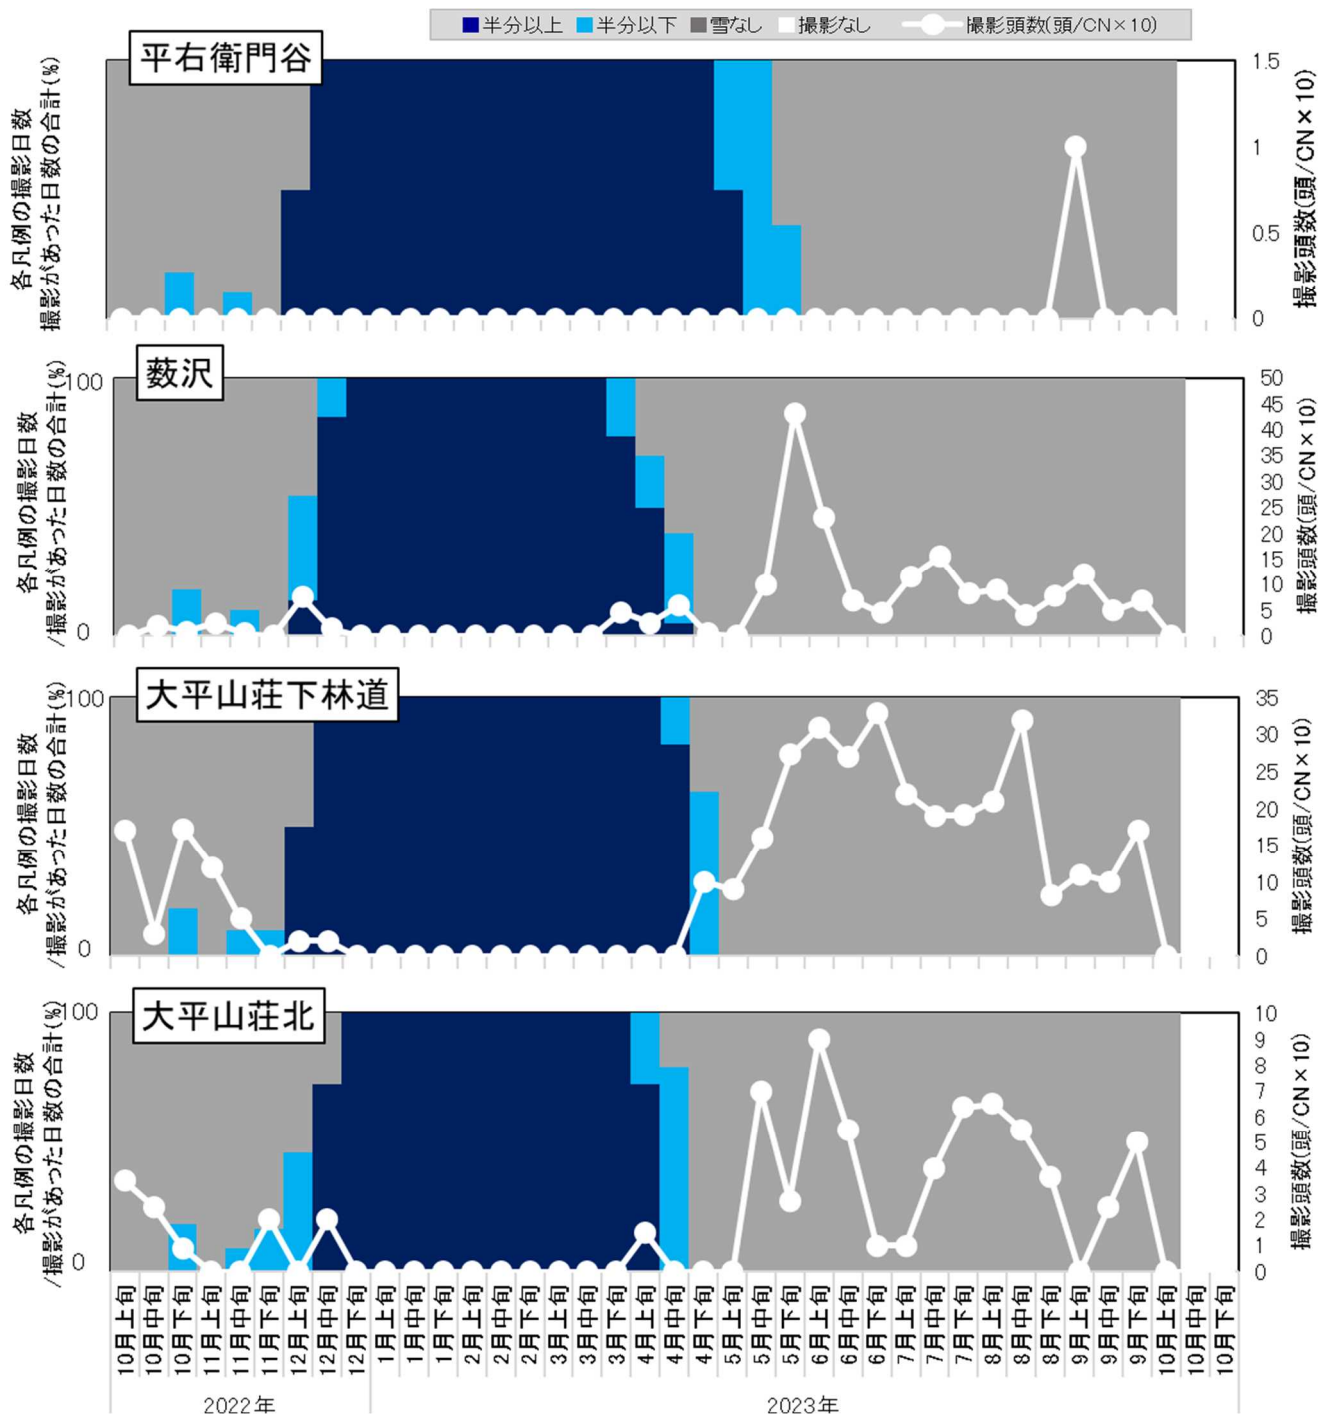 半分以上 半分以下 雪なし 撮影なし 撮影頭数(頭/CN×10)
平右衛門谷
各凡例の撮影日数
撮影があった日数の合計(%)
1.5
1
0.5
0
撮影頭数(頭/CN×10)
薮沢
各凡例の撮影日数
/撮影があった日数の合計(%)
100
0
50
45
40
35
30
25
20
15
10
5
0
撮影頭数(頭/CN×10)
大平山荘下林道
各凡例の撮影日数
/撮影があった日数の合計(%)
100
0
35
30
25
20
15
10
5
0
撮影頭数(頭/CN×10)
大平山荘北
各凡例の撮影日数
/撮影があった日数の合計(%)
100
0
10
9
8
7
6
5
4
3
2
1
0
撮影頭数(頭/CN×10)
10月上旬
10月中旬
10月下旬
11月上旬
11月中旬
11月下旬
12月上旬
12月中旬
12月下旬
1月上旬
1月中旬
1月下旬
2月上旬
2月中旬
2月下旬
3月上旬
3月中旬
3月下旬
4月上旬
4月中旬
4月下旬
5月上旬
5月中旬
5月下旬
6月上旬
6月中旬
6月下旬
7月上旬
7月中旬
7月下旬
8月上旬
8月中旬
8月下旬
9月上旬
9月中旬
9月下旬
10月上旬
10月中旬
10月下旬
2022年 2023年